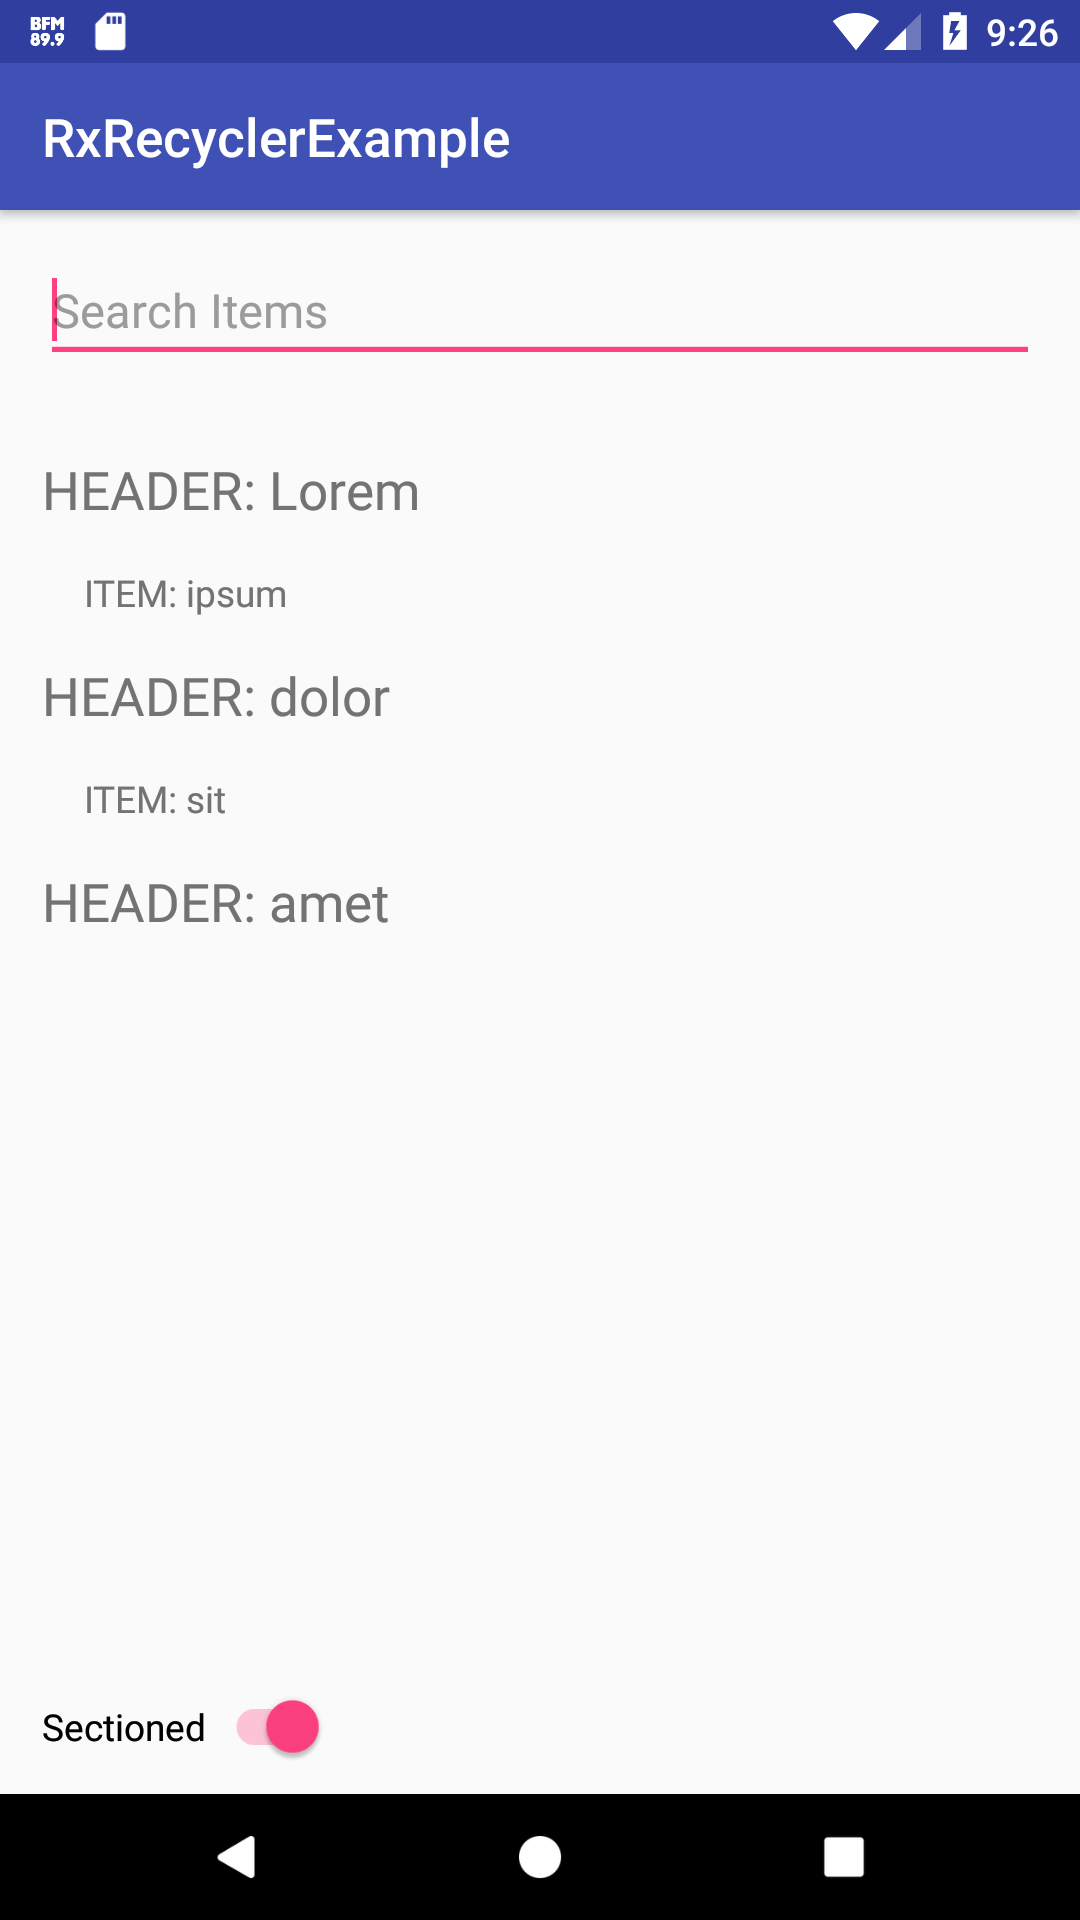 BFM
89.9
9:26
RxRecyclerExample
Search Items
HEADER: Lorem
ITEM: ipsum
HEADER: dolor
ITEM: sit
HEADER: amet
Sectioned